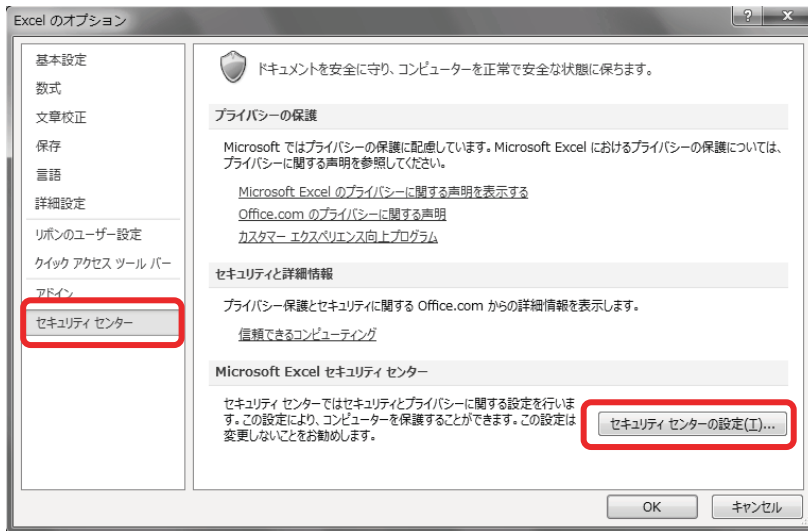 Excel のオプション
基本設定
数式
文章校正
保存
言語
詳細設定
リボンのユーザー設定
クイック アクセス ツール バー
アドイン
セキュリティ センター
ドキュメントを安全に守り、コンピューターを正常で安全な状態に保ちます。
プライバシーの保護
Microsoft ではプライバシーの保護に配慮しています。Microsoft Excel におけるプライバシーの保護については、
プライバシーに関する声明を参照してください。
Microsoft Excel のプライバシーに関する声明を表示する
Office.com のプライバシーに関する声明
カスタマー エクスペリエンス向上プログラム
セキュリティと詳細情報
プライバシー保護とセキュリティに関する Office.com からの詳細情報を表示します。
信頼できるコンピューティング
Microsoft Excel セキュリティ センター
セキュリティ センターではセキュリティとプライバシーに関する設定を行いま
す。この設定により、コンピューターを保護することができます。この設定は
変更しないことをお勧めします。
セキュリティ センターの設定(T)...
OK
キャンセル